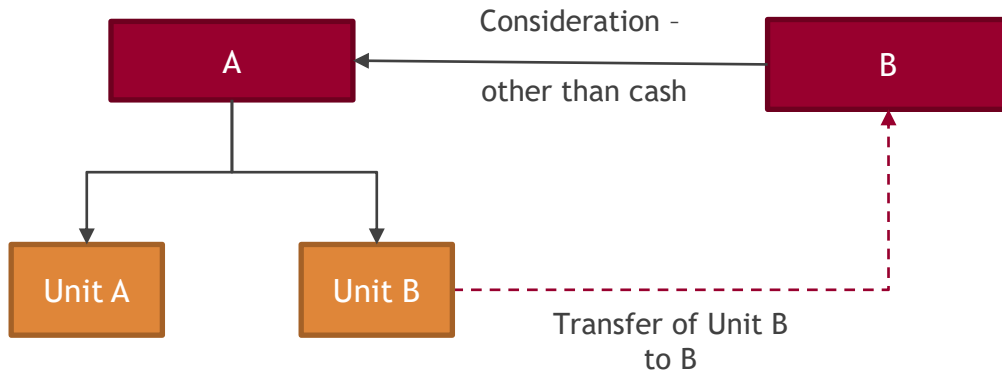 Consideration –
A
B
other than cash
Unit A
Unit B
Transfer of Unit B
to B